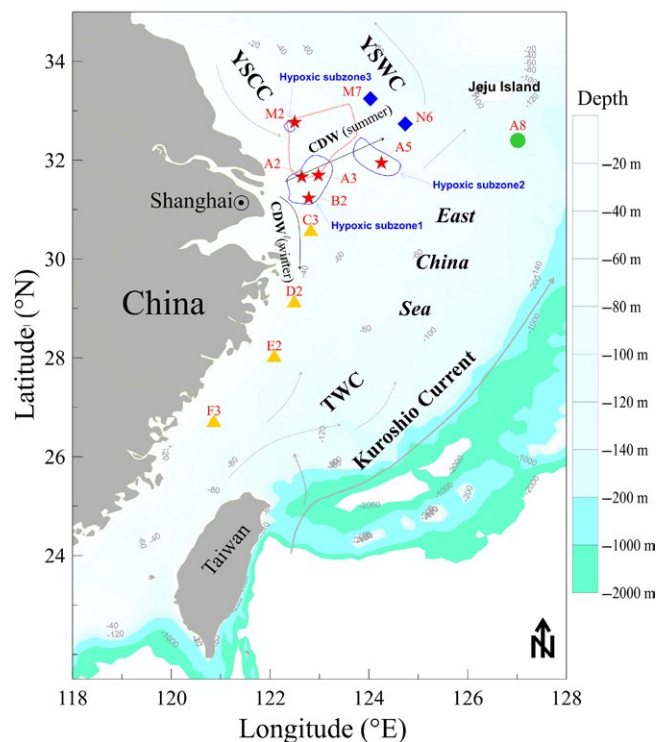 34
32
30
28
26
24
118
120
122
124
126
128
Latitude (°N)
Longitude (°E)
YSCC
YSWC
Hypoxic subzone3
M7
M2
N6
Jeju Island
A8
CDW (summer)
A5
A2
A3
Hypoxic subzone2
Shanghai
B2
Hypoxic subzone1
C3
CDW (winter)
East
China
Sea
China
D2
E2
TWC
F3
Kuroshio Current
Taiwan
N
Depth
−20 m
−40 m
−60 m
−80 m
−100 m
−140 m
−200 m
−1000 m
−2000 m